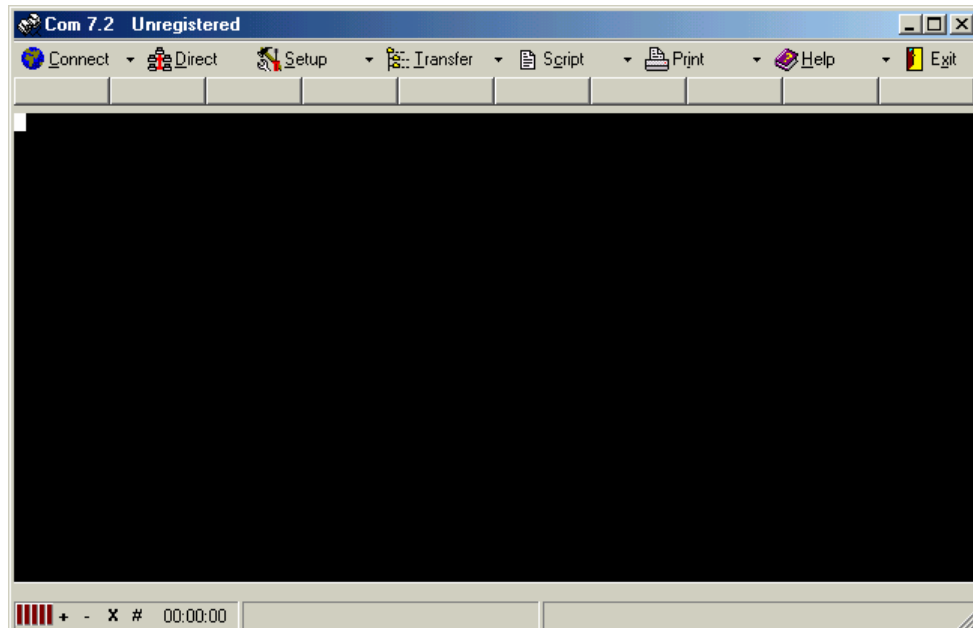 Com 7.2 Unregistered
Connect Direct Setup Transfer Script Print Help Exit
+ - X # 00:00:00